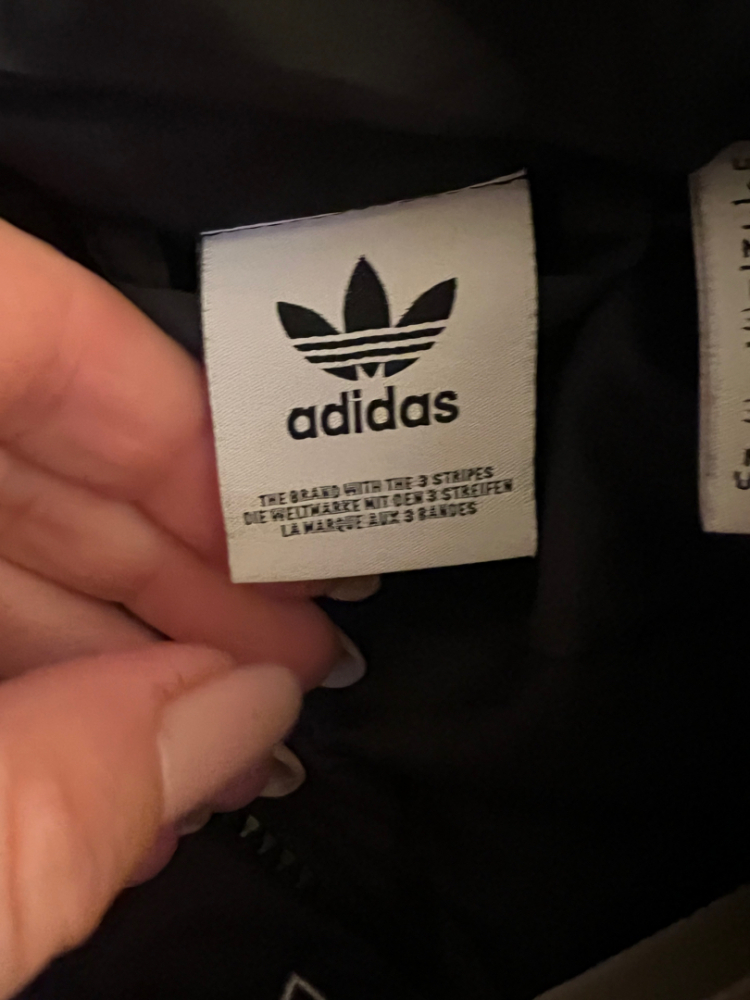 adidas
THE BRAND WITH THE 3 STRIPES
DIE WELTMARKE MIT DEN 3 STREIFEN
LA MARQUE AUX 3 BANDES